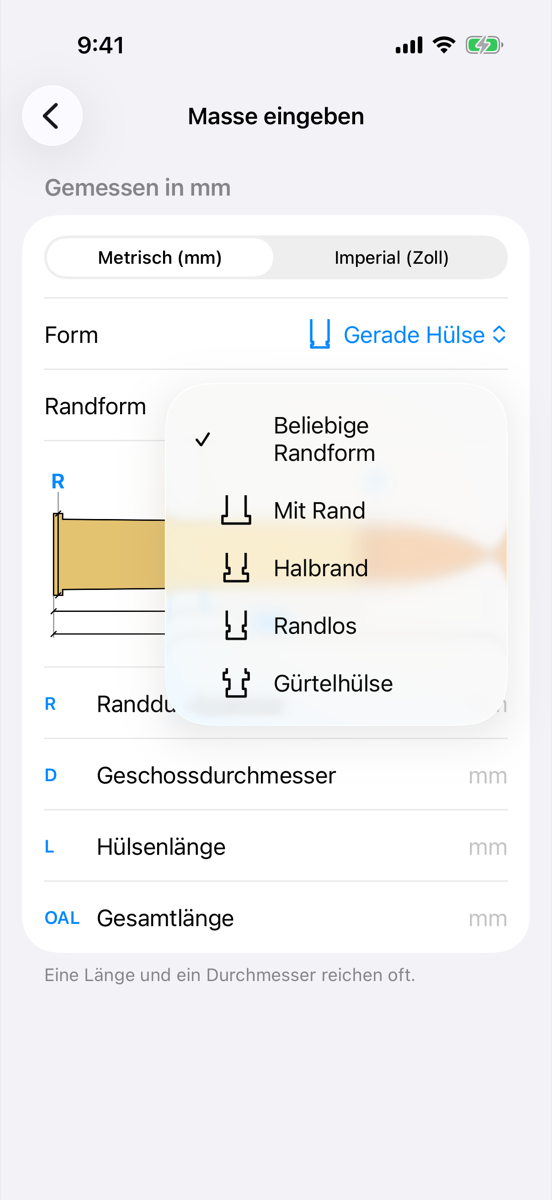 9:41
Masse eingeben
Gemessen in mm
Metrisch (mm)
Imperial (Zoll)
Form
Gerade Hülse
Randform
Beliebige
Randform
Mit Rand
Halbrand
Randlos
Gürtelhülse
R
R
D
Geschossdurchmesser
mm
L
Hülsenlänge
mm
OAL
Gesamtlänge
mm
Eine Länge und ein Durchmesser reichen oft.